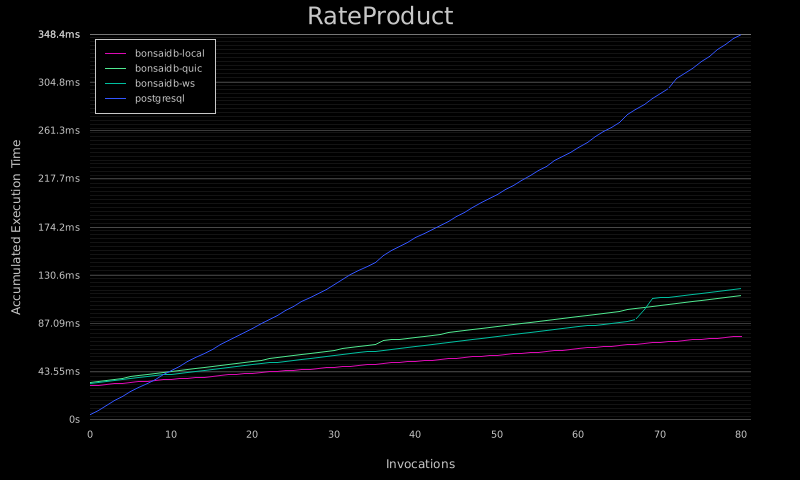 RateProduct
348.4ms
304.8ms
261.3ms
217.7ms
174.2ms
130.6ms
87.09ms
43.55ms
0s
Accumulated Execution Time
bonsaidb-local
bonsaidb-quic
bonsaidb-ws
postgresql
0 10 20 30 40 50 60 70 80
Invocations